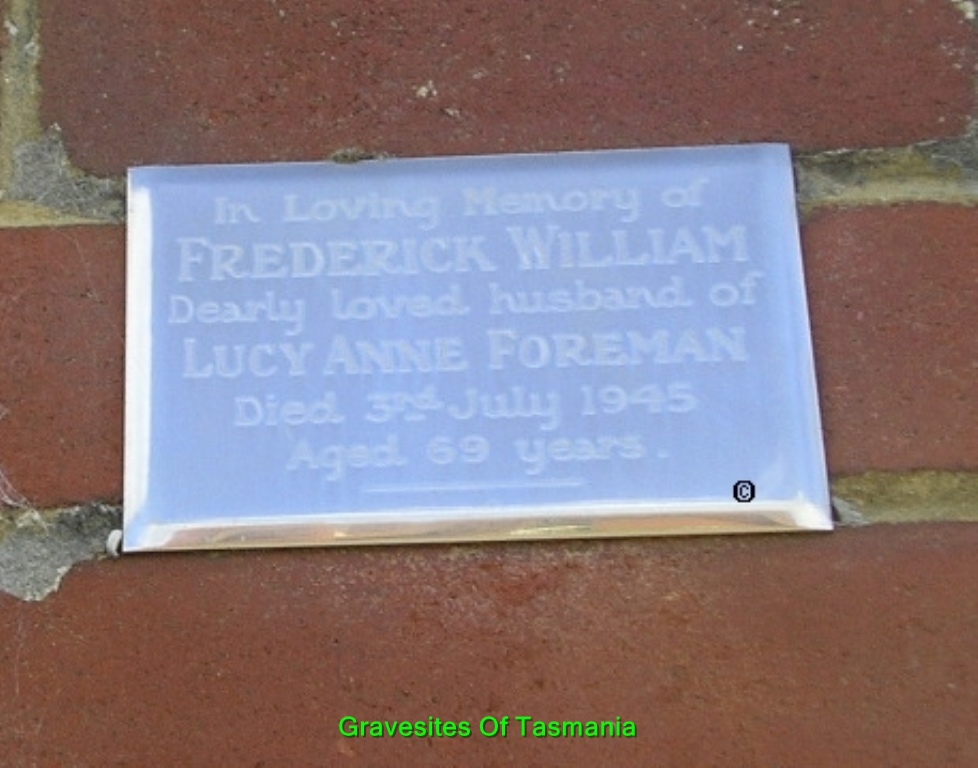 In Loving Memory of
FREDERICK WILLIAM
Dearly loved husband of
LUCY ANNE FOREMAN
Died 3rd July 1945
Aged 69 years.
©
Gravesites Of Tasmania